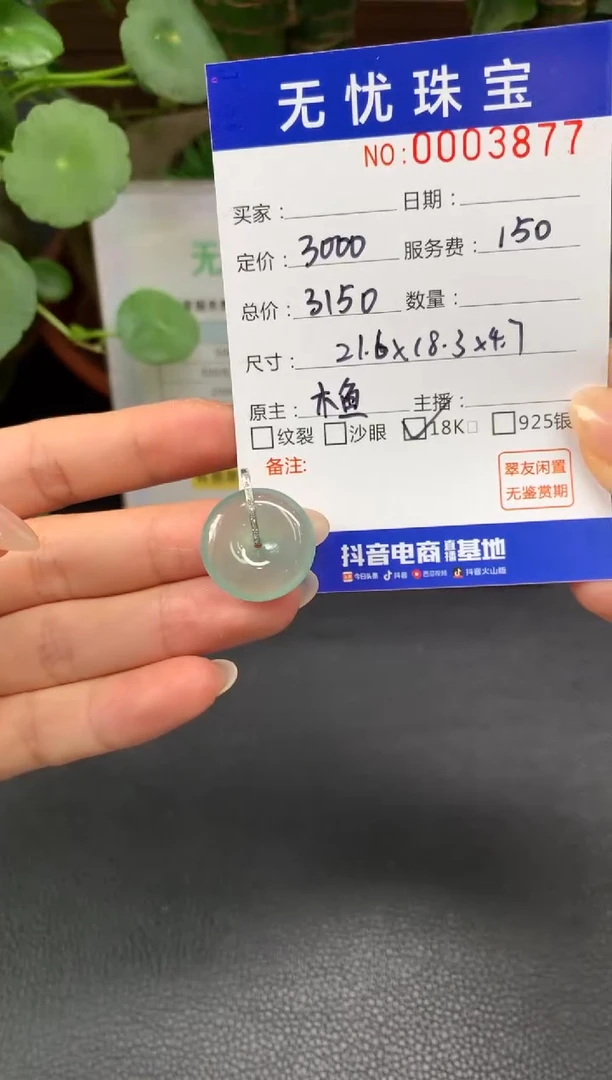 无忧珠宝
NO:0003877
买家： 日期：
定价：3000 服务费：150
总价：3150 数量：
尺寸：21.6x18.3x4.7
原主：木鱼 主播：
纹裂 沙眼 18K 925银
备注:
翠友闲置
无鉴赏期
抖音电商直播基地
今日头条 抖音 西瓜视频 抖音火山版
无